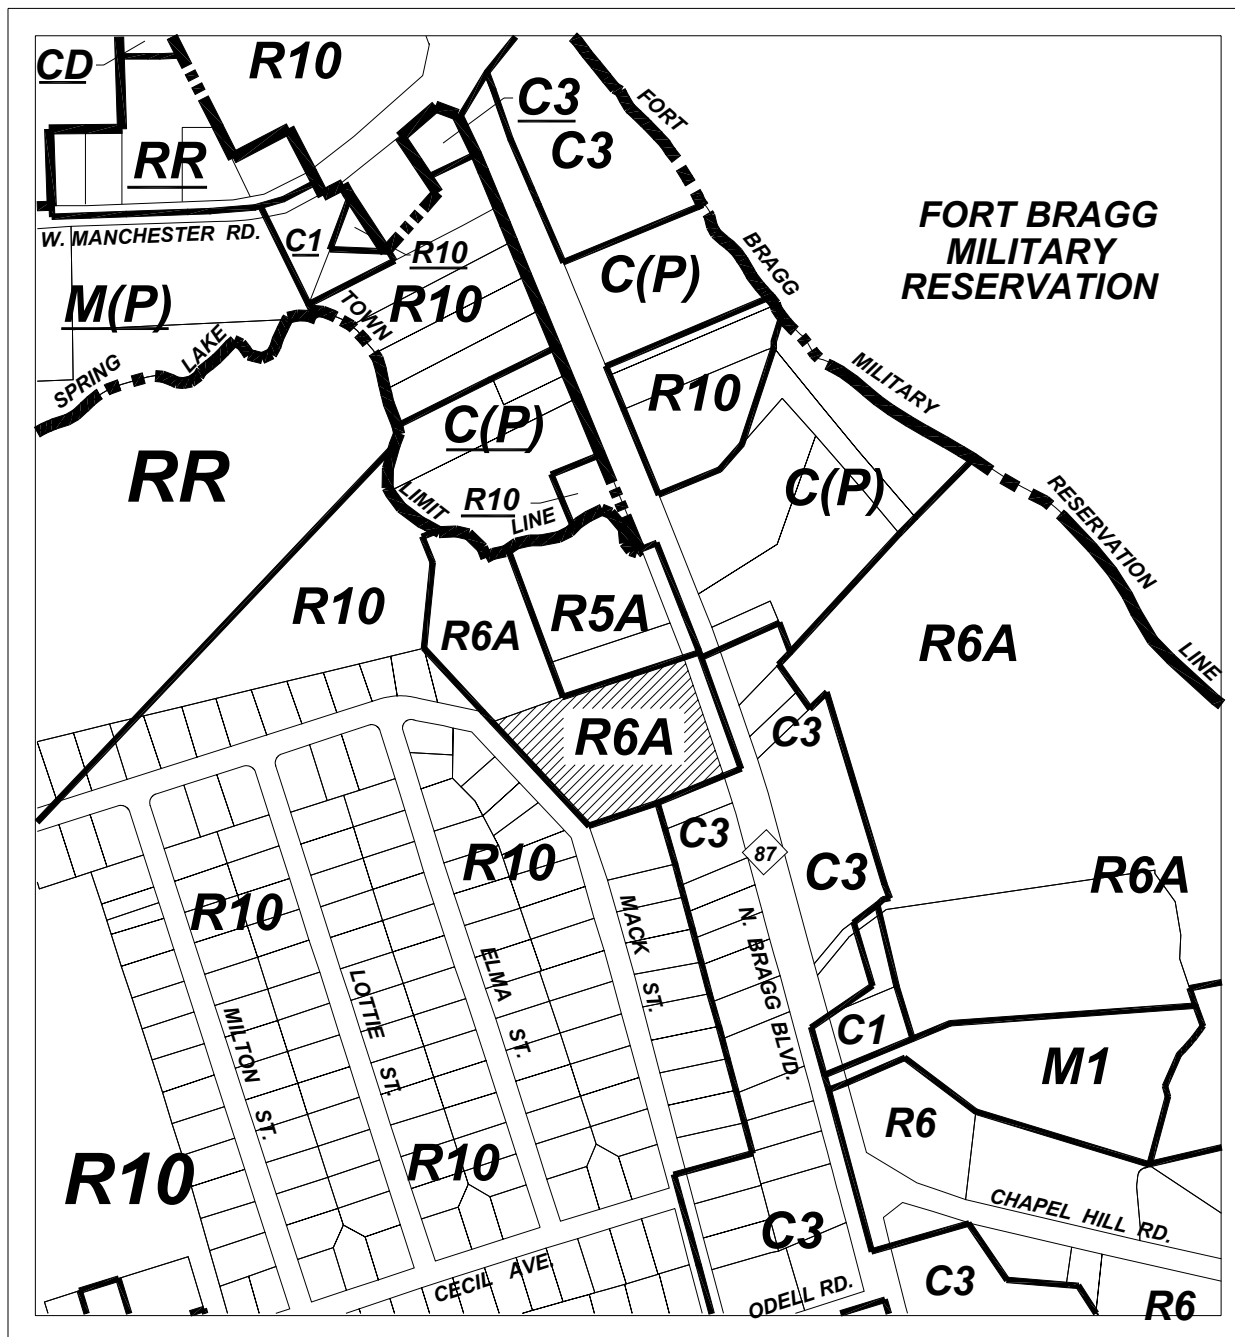 CD
R10
C3
C3
FORT
RR
W. MANCHESTER RD.
C1
R10
BRAGG
FORT BRAGG
MILITARY
RESERVATION
M(P)
R10
C(P)
TOWN
SPRING
LAKE
MILITARY
R10
C(P)
RR
C(P)
R10
LIMIT
LINE
RESERVATION
R10
R6A
R5A
R6A
LINE
R6A
C3
C3
87
C3
R6A
R10
R10
MACK ST.
N. BRAGG BLVD.
ELMA ST.
LOTTIE ST.
MILTON ST.
C1
M1
R6
R10
R10
CHAPEL HILL RD.
C3
CECIL AVE.
ODELL RD.
C3
R6